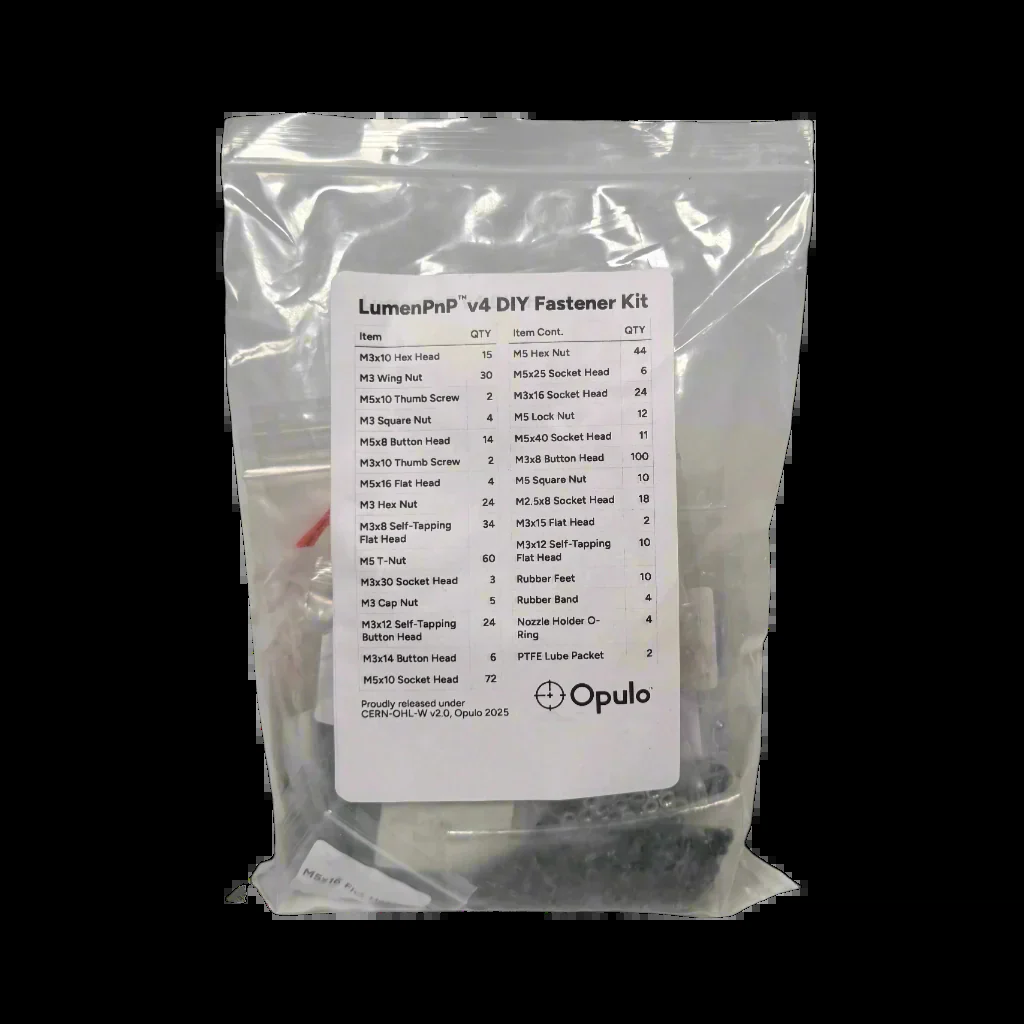 LumenPnP™v4 DIY Fastener Kit
Item QTY
M3x10 Hex Head 15
M3 Wing Nut 30
M5x10 Thumb Screw 2
M3 Square Nut 4
M5x8 Button Head 14
M3x10 Thumb Screw 2
M5x16 Flat Head 4
M3 Hex Nut 24
M3x8 Self-Tapping 34
Flat Head
M5 T-Nut 60
M3x30 Socket Head 3
M3 Cap Nut 5
M3x12 Self-Tapping 24
Button Head
M3x14 Button Head 6
M5x10 Socket Head 72
Item Cont. QTY
M5 Hex Nut 44
M5x25 Socket Head 6
M3x16 Socket Head 24
M5 Lock Nut 12
M5x40 Socket Head 11
M3x8 Button Head 100
M5 Square Nut 10
M2.5x8 Socket Head 18
M3x15 Flat Head 2
M3x12 Self-Tapping 10
Flat Head
Rubber Feet 10
Rubber Band 4
Nozzle Holder O- 4
Ring
PTFE Lube Packet 2
Proudly released under
CERN-OHL-W v2.0, Opulo 2025
Opulo
M5x16